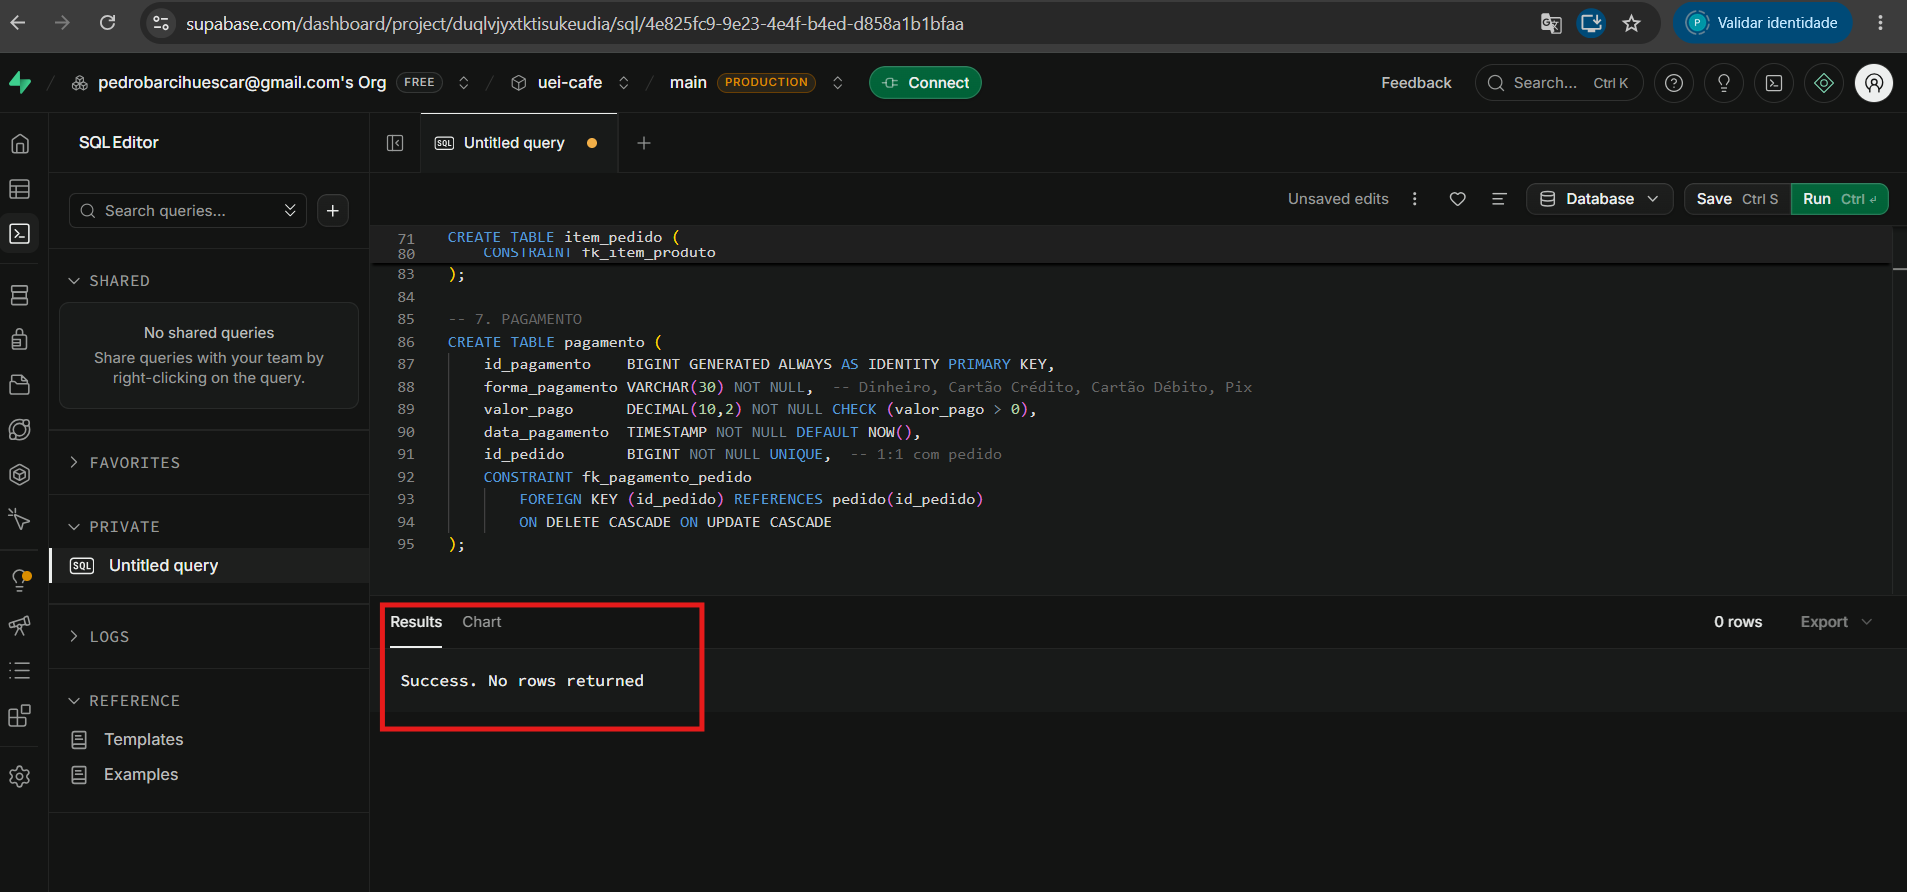 supabase.com/dashboard/project/duqlvjyxtktisukeudia/sql/4e825fc9-9e23-4e4f-b4ed-d858a1b1bfaa
P Validar identidade
pedrobarcihuescar@gmail.com's Org FREE / uei-cafe / main PRODUCTION Connect
Feedback Search... Ctrl K
SQL Editor
SQL Untitled query
Search queries...
Unsaved edits Database Save Ctrl S Run Ctrl ↵
SHARED
No shared queries
Share queries with your team by
right-clicking on the query.
FAVORITES
PRIVATE
SQL Untitled query
LOGS
REFERENCE
Templates
Examples
71 CREATE TABLE item_pedido (
80 CONSTRAINT fk_item_produto
83 );
84
85 -- 7. PAGAMENTO
86 CREATE TABLE pagamento (
87 id_pagamento BIGINT GENERATED ALWAYS AS IDENTITY PRIMARY KEY,
88 forma_pagamento VARCHAR(30) NOT NULL, -- Dinheiro, Cartão Crédito, Cartão Débito, Pix
89 valor_pago DECIMAL(10,2) NOT NULL CHECK (valor_pago > 0),
90 data_pagamento TIMESTAMP NOT NULL DEFAULT NOW(),
91 id_pedido BIGINT NOT NULL UNIQUE, -- 1:1 com pedido
92 CONSTRAINT fk_pagamento_pedido
93 FOREIGN KEY (id_pedido) REFERENCES pedido(id_pedido)
94 ON DELETE CASCADE ON UPDATE CASCADE
95 );
Results Chart
0 rows Export
Success. No rows returned